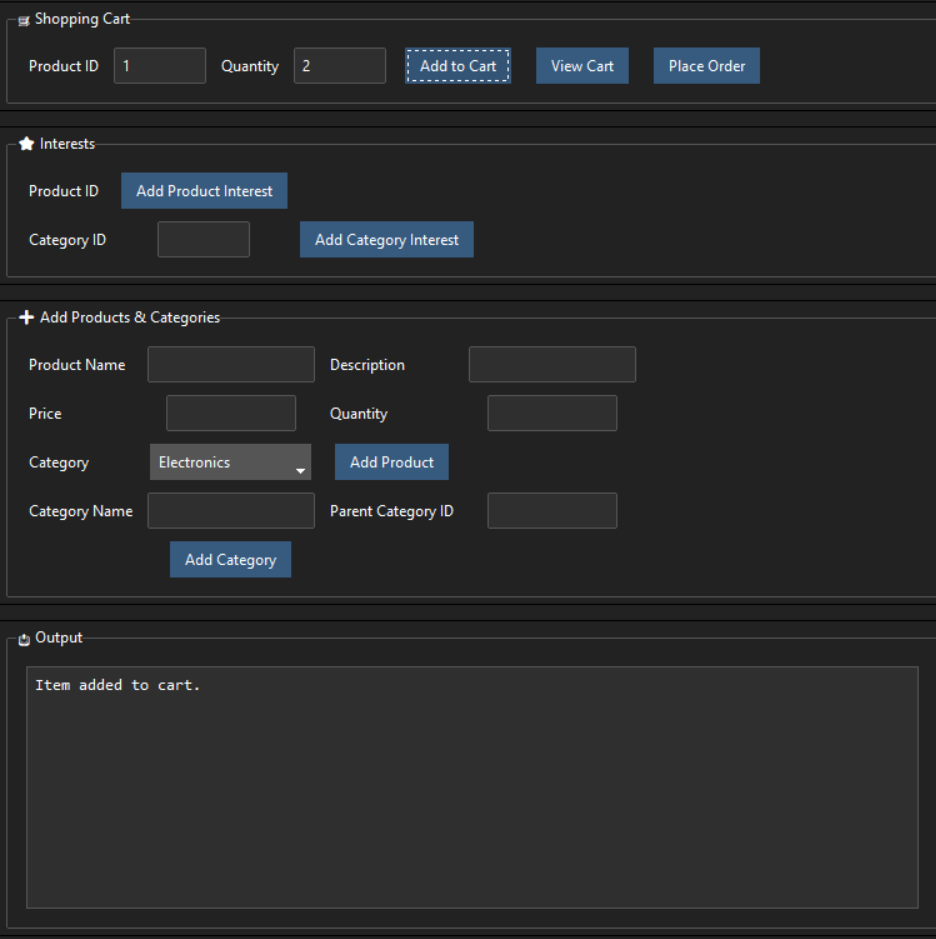 Shopping Cart
Product ID 1 Quantity 2 Add to Cart View Cart Place Order
Interests
Product ID Add Product Interest
Category ID Add Category Interest
Add Products & Categories
Product Name Description
Price Quantity
Category Electronics Add Product
Category Name Parent Category ID
Add Category
Output
Item added to cart.